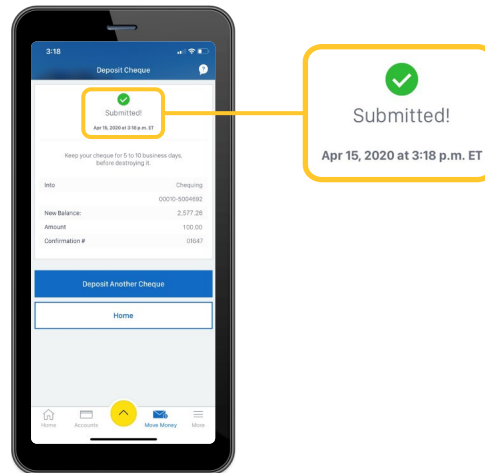 3:18
Deposit Cheque
?
Submitted!
Apr 15, 2020 at 3:18 p.m. ET
Keep your cheque for 5 to 10 business days,
before destroying it.
Into Chequing
00010-5004692
New Balance: 2,577.26
Amount 100.00
Confirmation # 01647
Deposit Another Cheque
Home
Home Accounts Move Money More
Submitted!
Apr 15, 2020 at 3:18 p.m. ET